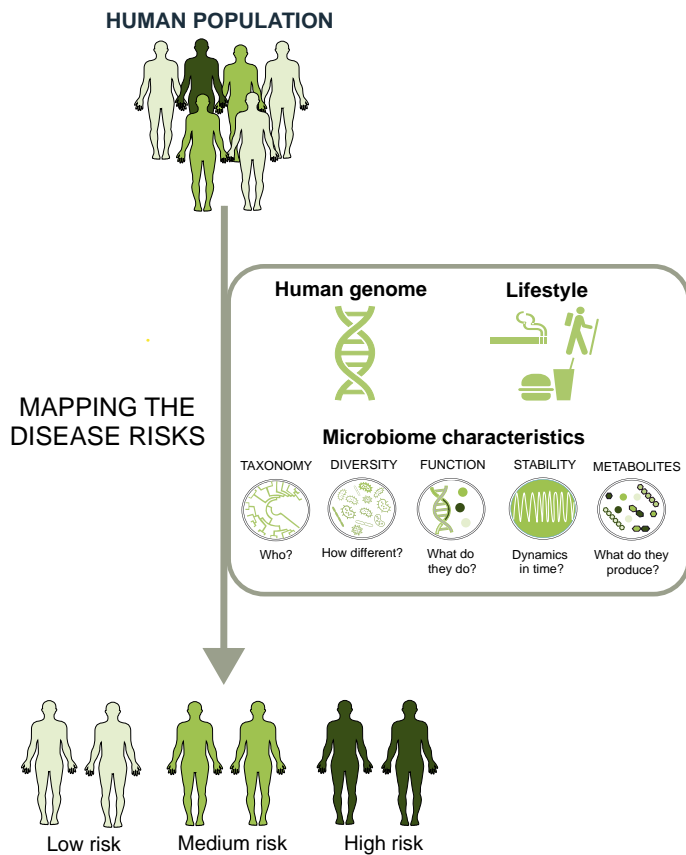 HUMAN POPULATION
Human genome
Lifestyle
MAPPING THE
DISEASE RISKS
Microbiome characteristics
TAXONOMY
DIVERSITY
FUNCTION
STABILITY
METABOLITES
Who?
How different?
What do
they do?
Dynamics
in time?
What do they
produce?
Low risk
Medium risk
High risk